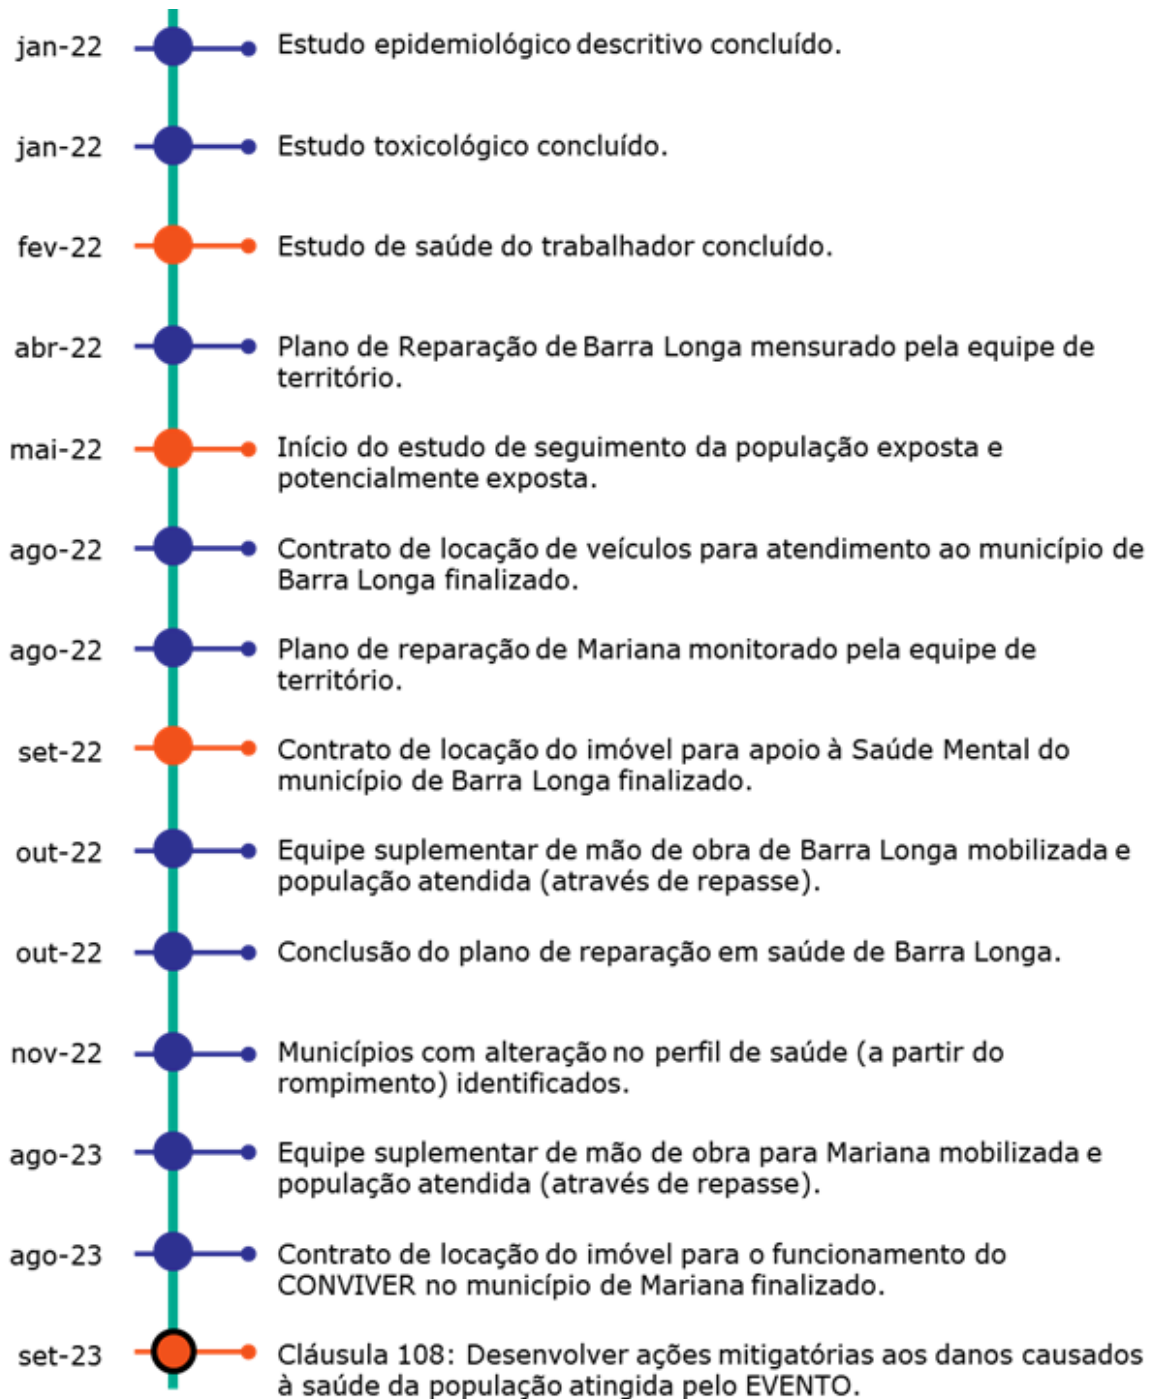 jan-22 Estudo epidemiológico descritivo concluído.
jan-22 Estudo toxicológico concluído.
fev-22 Estudo de saúde do trabalhador concluído.
abr-22 Plano de Reparação de Barra Longa mensurado pela equipe de
território.
mai-22 Início do estudo de seguimento da população exposta e
potencialmente exposta.
ago-22 Contrato de locação de veículos para atendimento ao município de
Barra Longa finalizado.
ago-22 Plano de reparação de Mariana monitorado pela equipe de
território.
set-22 Contrato de locação do imóvel para apoio à Saúde Mental do
município de Barra Longa finalizado.
out-22 Equipe suplementar de mão de obra de Barra Longa mobilizada e
população atendida (através de repasse).
out-22 Conclusão do plano de reparação em saúde de Barra Longa.
nov-22 Municípios com alteração no perfil de saúde (a partir do
rompimento) identificados.
ago-23 Equipe suplementar de mão de obra para Mariana mobilizada e
população atendida (através de repasse).
ago-23 Contrato de locação do imóvel para o funcionamento do
CONVIVER no município de Mariana finalizado.
set-23 Cláusula 108: Desenvolver ações mitigatórias aos danos causados
à saúde da população atingida pelo EVENTO.